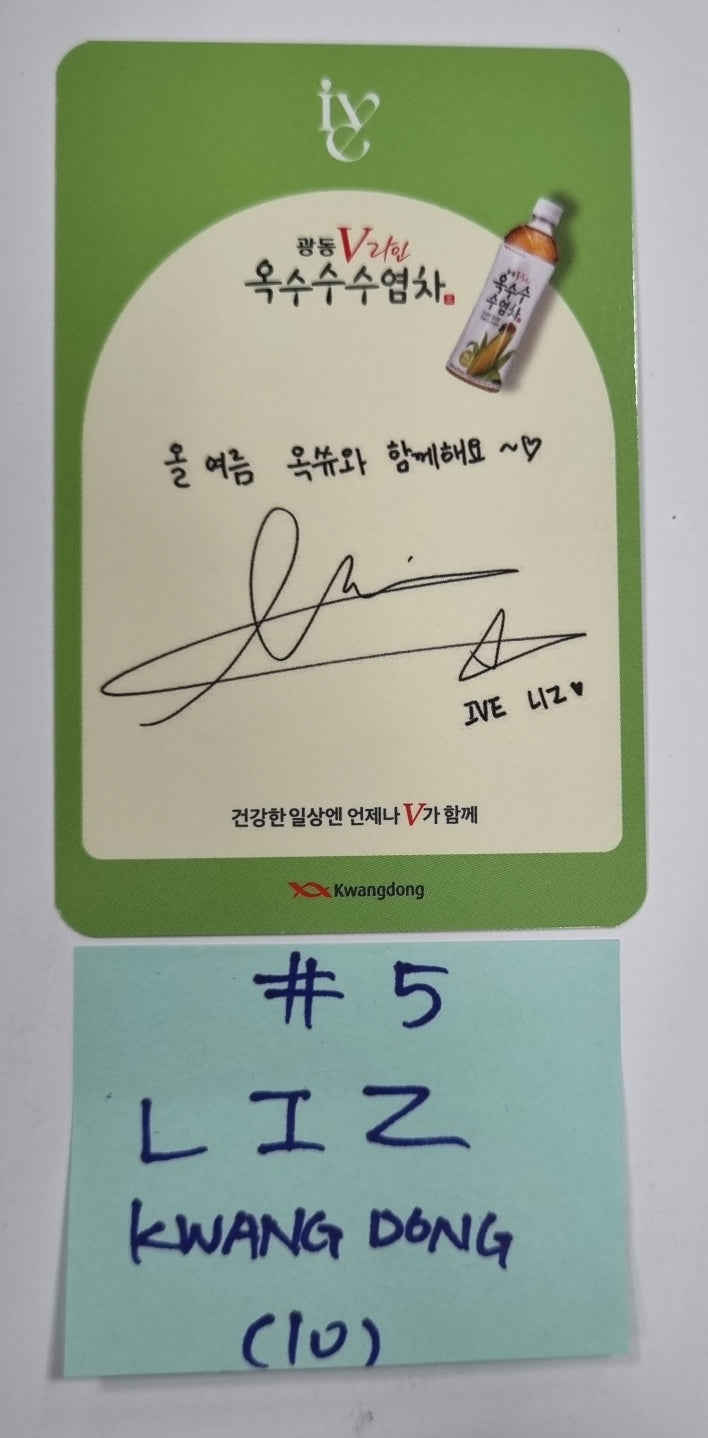 ive
광동 V라인
옥수수수염차
옥수수
수염차
올 여름 옥쓔와 함께해요 ~♡
IVE 니즈♥
건강한 일상엔 언제나 V가 함께
Kwangdong
# 5
LIZ
KWANG DONG
(10)